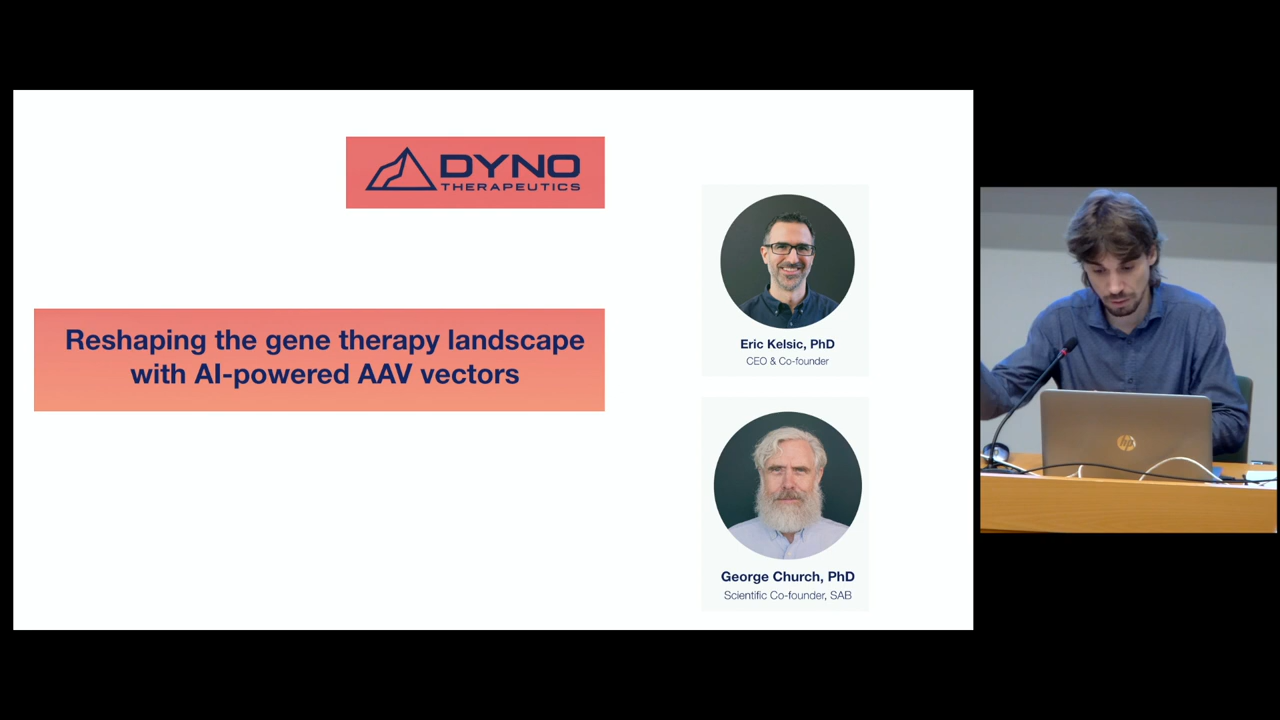 DYNO
THERAPEUTICS
Reshaping the gene therapy landscape
with AI-powered AAV vectors
Eric Kelsic, PhD
CEO & Co-founder
George Church, PhD
Scientific Co-founder, SAB
hp